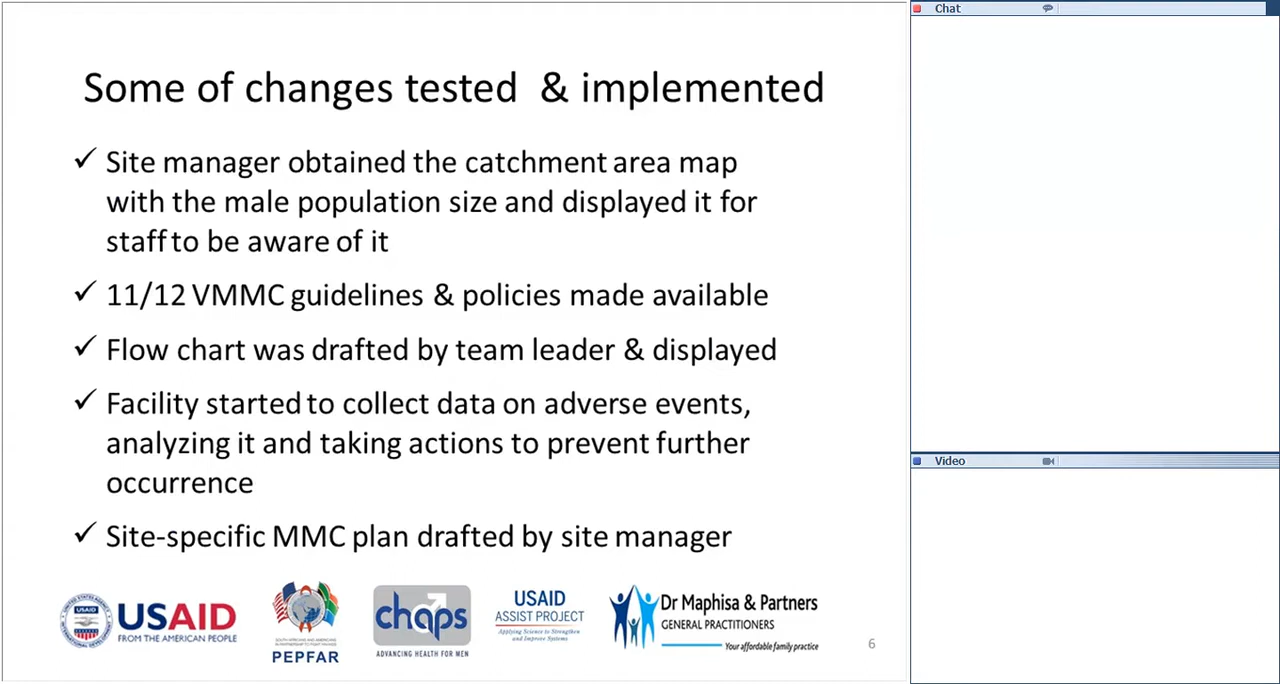 Some of changes tested & implemented
✓ Site manager obtained the catchment area map
with the male population size and displayed it for
staff to be aware of it
✓ 11/12 VMMC guidelines & policies made available
✓ Flow chart was drafted by team leader & displayed
✓ Facility started to collect data on adverse events,
analyzing it and taking actions to prevent further
occurrence
✓ Site-specific MMC plan drafted by site manager
USAID
USAID
FROM THE AMERICAN PEOPLE
PEPFAR
chaps
ADVANCING HEALTH FOR MEN
USAID
ASSIST PROJECT
Applying Science to Strengthen
and Improve Systems
Dr Maphisa & Partners
GENERAL PRACTITIONERS
Your affordable family practice
6
Chat
Video